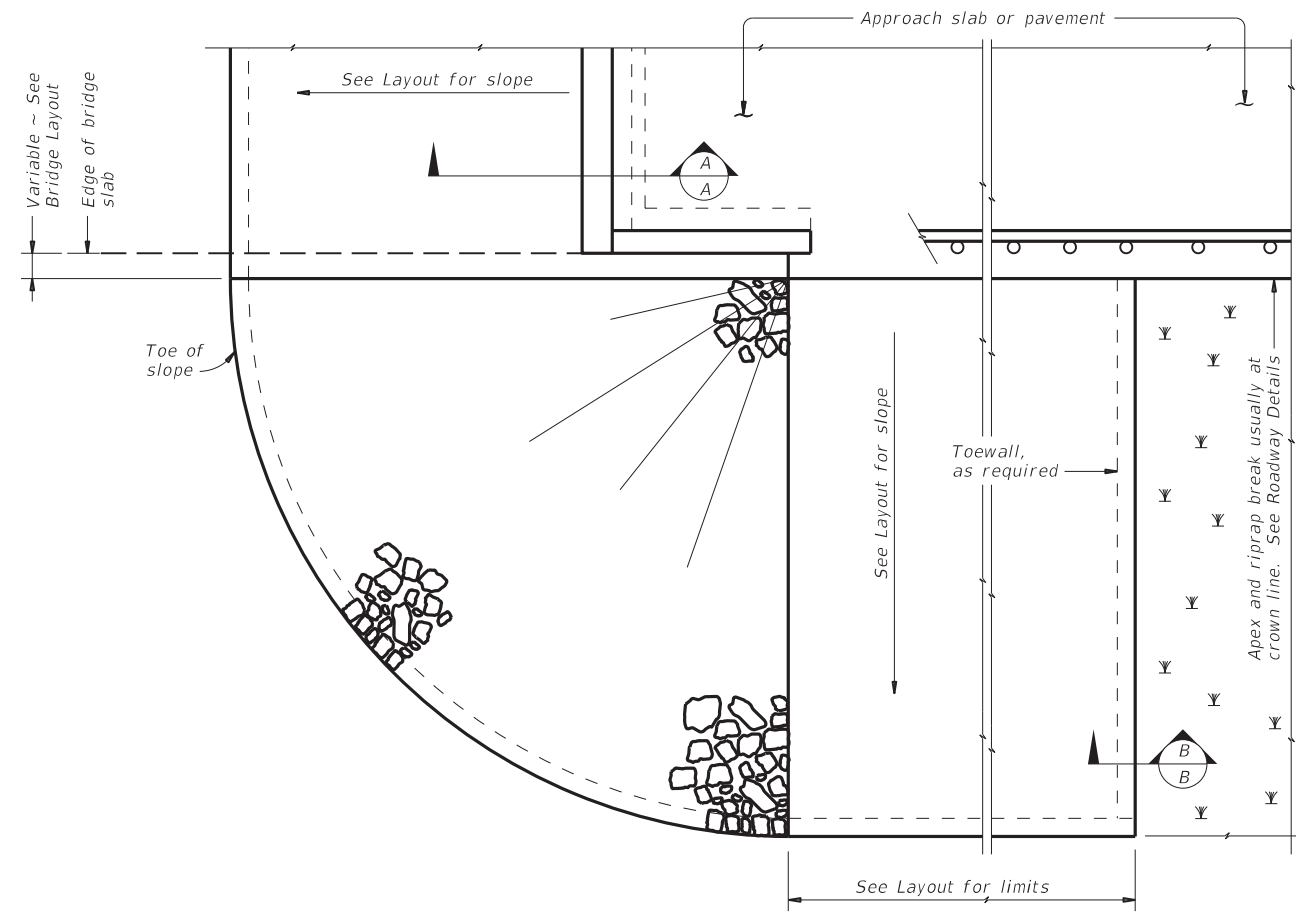 Approach slab or pavement
See Layout for slope
Variable ~ See
Bridge Layout
Edge of bridge
slab
A
A
Toe of
slope
See Layout for slope
Toewall,
as required
Apex and riprap break usually at
crown line. See Roadway Details
B
B
See Layout for limits